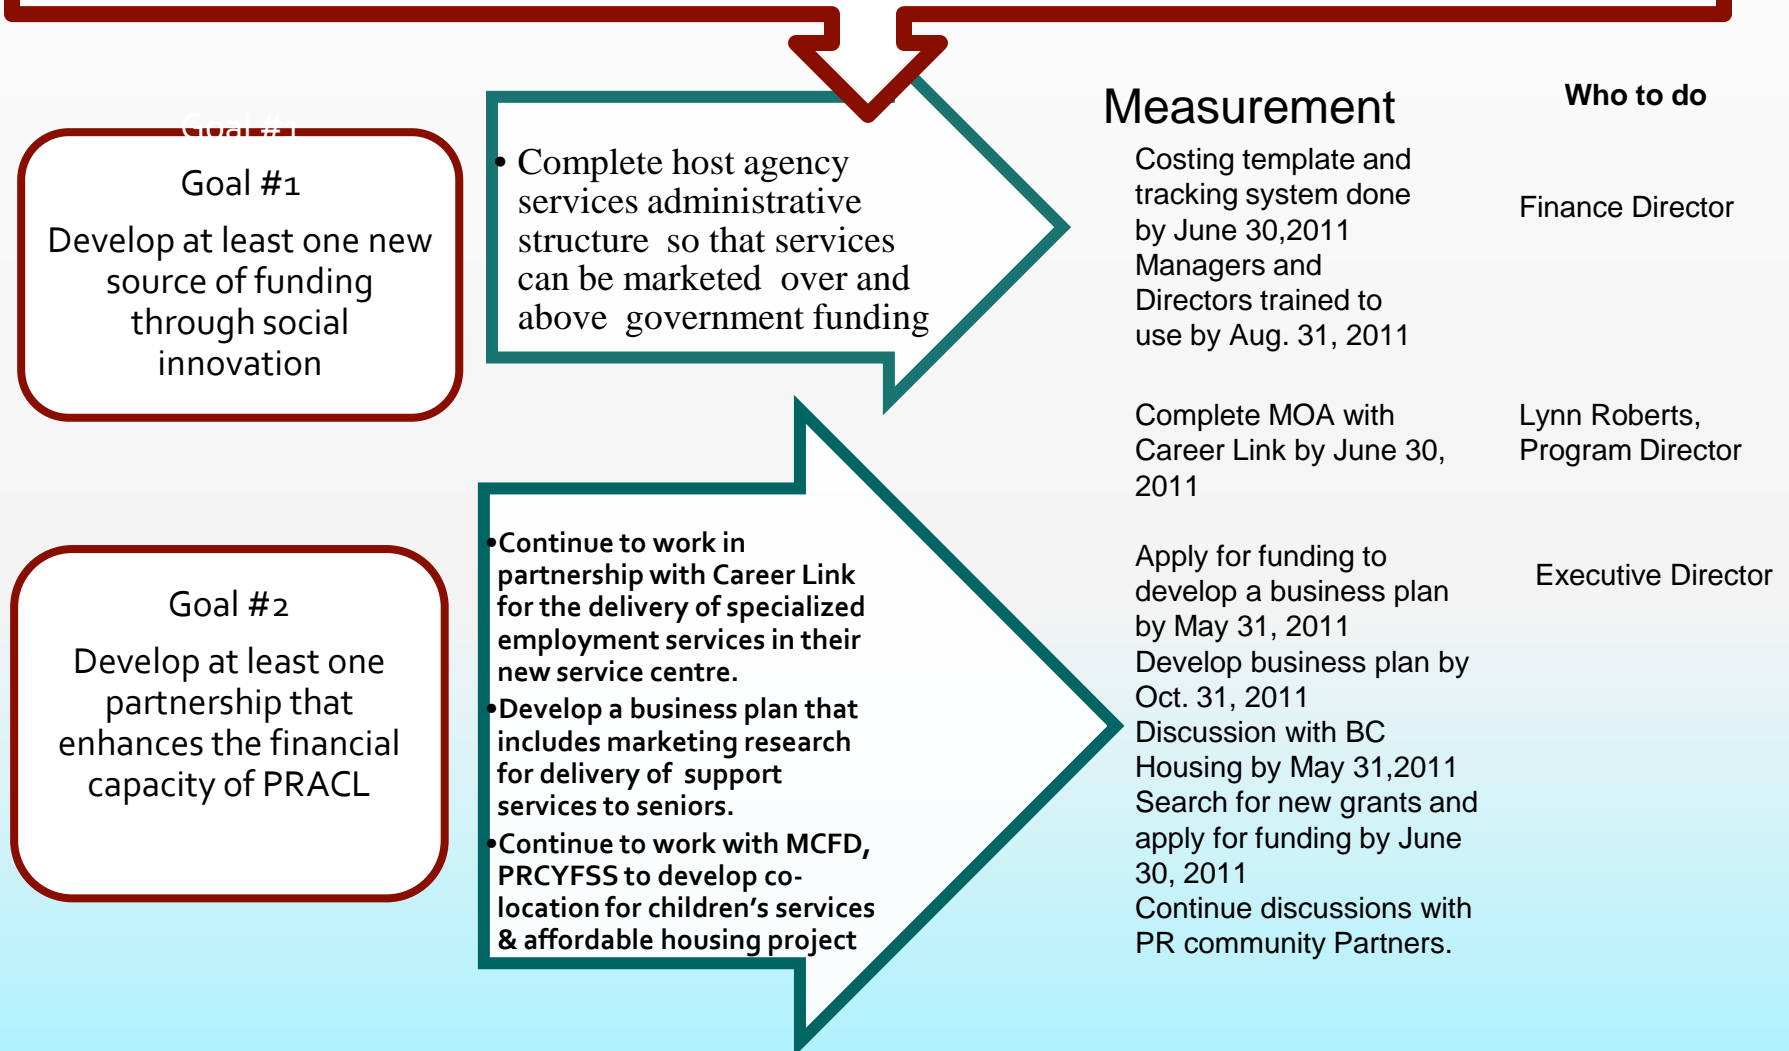 Goal #1
Goal #1
Develop at least one new
source of funding
through social
innovation
• Complete host agency
services administrative
structure so that services
can be marketed over and
above government funding
Measurement
Who to do
Costing template and
tracking system done
by June 30,2011
Managers and
Directors trained to
use by Aug. 31, 2011
Finance Director
Complete MOA with
Career Link by June 30,
2011
Lynn Roberts,
Program Director
Goal #2
Develop at least one
partnership that
enhances the financial
capacity of PRACL
•Continue to work in
partnership with Career Link
for the delivery of specialized
employment services in their
new service centre.
•Develop a business plan that
includes marketing research
for delivery of support
services to seniors.
•Continue to work with MCFD,
PRCYFSS to develop co-
location for children’s services
& affordable housing project
Apply for funding to
develop a business plan
by May 31, 2011
Develop business plan by
Oct. 31, 2011
Discussion with BC
Housing by May 31,2011
Search for new grants and
apply for funding by June
30, 2011
Continue discussions with
PR community Partners.
Executive Director